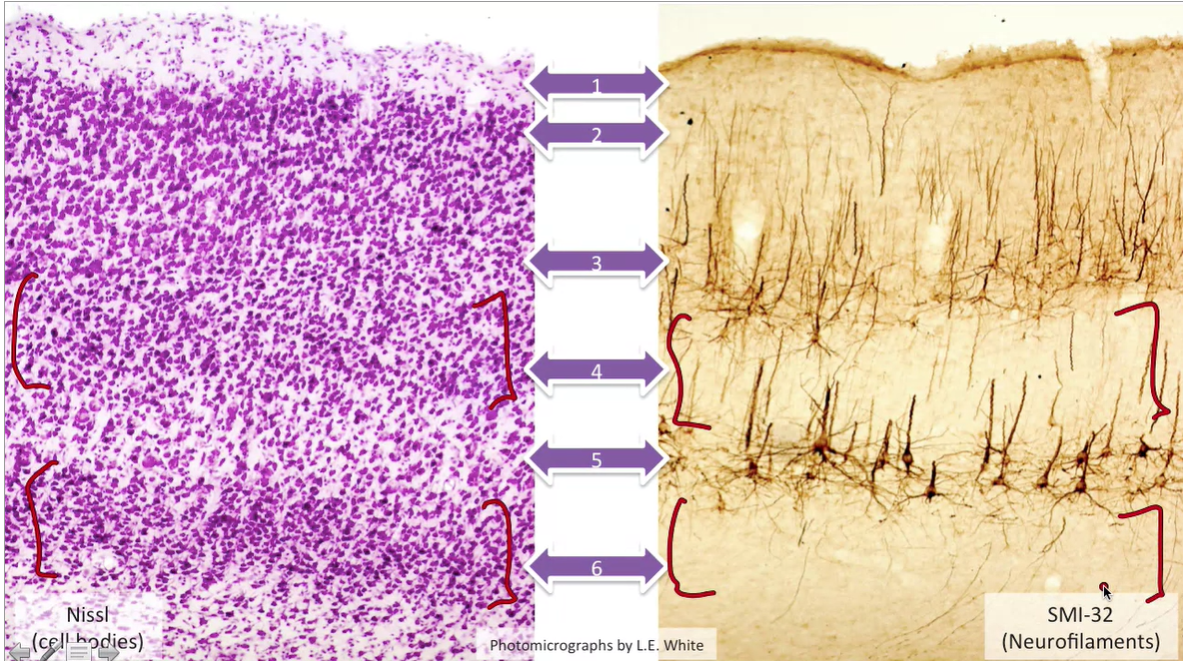 1
2
3
4
5
6
Nissl
(cell bodies)
Photomicrographs by L.E. White
SMI-32
(Neurofilaments)